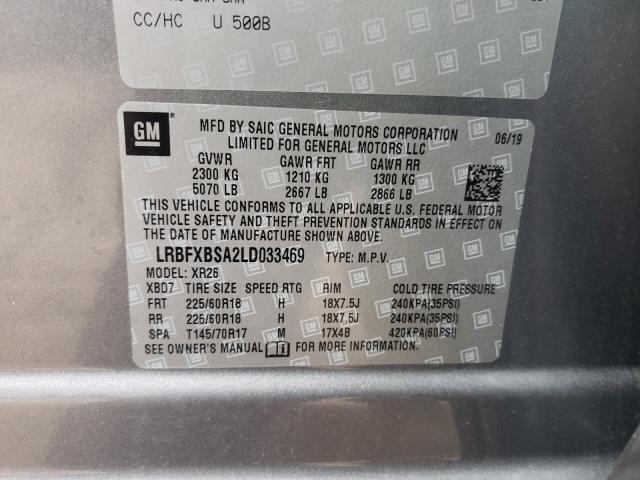 CC/HC U 500B
GM
MFD BY SAIC GENERAL MOTORS CORPORATION
LIMITED FOR GENERAL MOTORS LLC
06/19
GVWR GAWR FRT GAWR RR
2300 KG 1210 KG 1300 KG
5070 LB 2667 LB 2866 LB
THIS VEHICLE CONFORMS TO ALL APPLICABLE U.S. FEDERAL MOTOR
VEHICLE SAFETY AND THEFT PREVENTION STANDARDS IN EFFECT ON
THE DATE OF MANUFACTURE SHOWN ABOVE.
LRBFXBSA2LD033469 TYPE: M.P.V.
MODEL: XR26
XBD7 TIRE SIZE SPEED RTG RIM COLD TIRE PRESSURE
FRT 225/60R18 H 18X7.5J 240KPA(35PSI)
RR 225/60R18 H 18X7.5J 240KPA(35PSI)
SPA T145/70R17 M 17X4B 420KPA(60PSI)
SEE OWNER'S MANUAL i FOR MORE INFORMATION